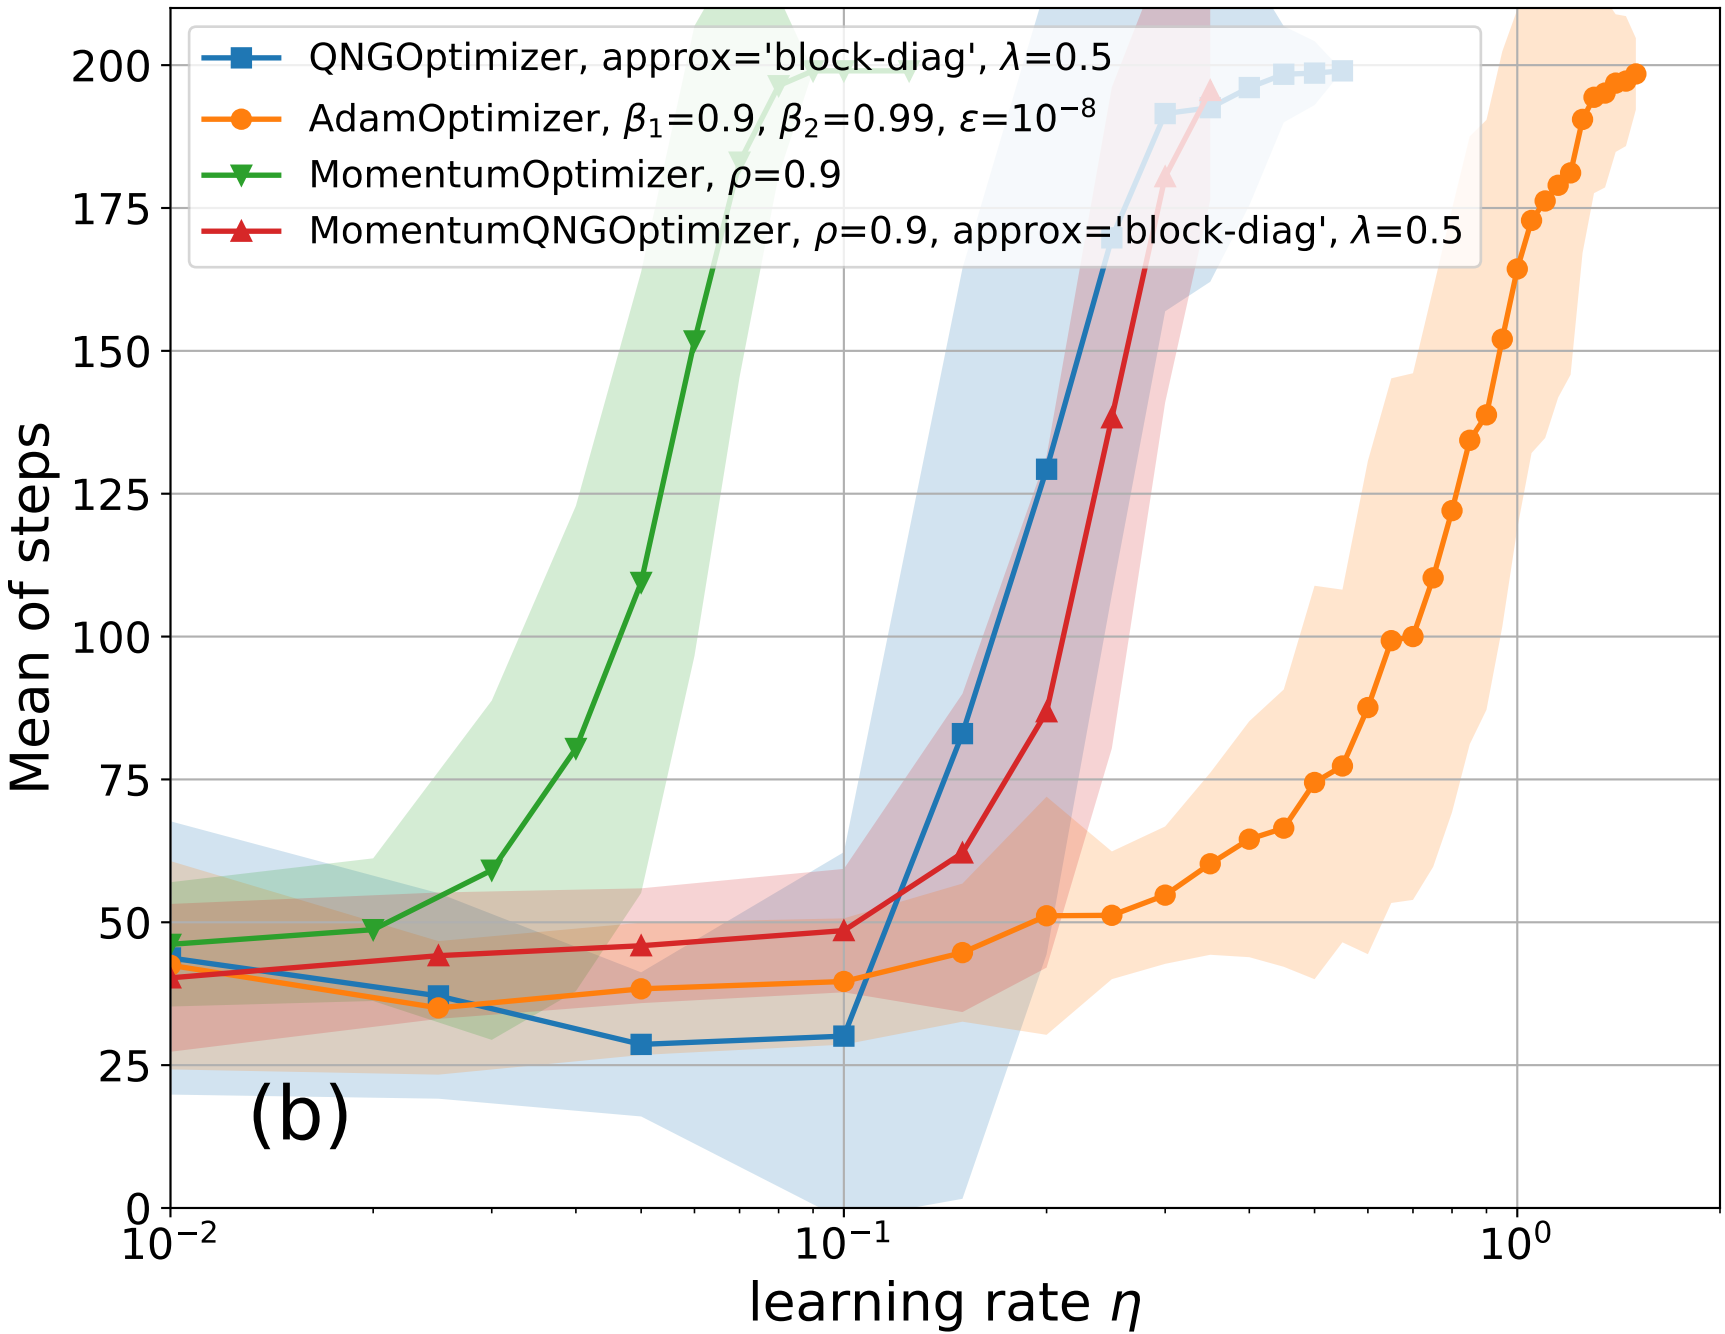 QNGOptimizer, approx='block-diag', λ=0.5
AdamOptimizer, β₁=0.9, β₂=0.99, ε=10⁻⁸
MomentumOptimizer, ρ=0.9
MomentumQNGOptimizer, ρ=0.9, approx='block-diag', λ=0.5
200
175
150
125
100
75
50
25
0
Mean of steps
(b)
10⁻² 10⁻¹ 10⁰
learning rate η